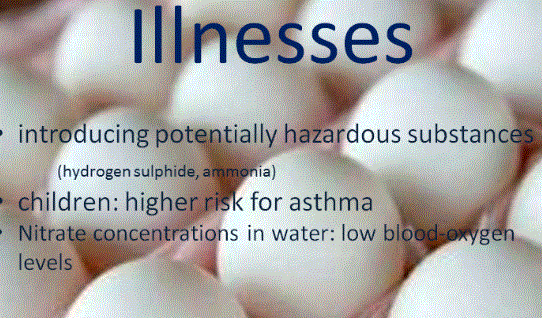 Illnesses
• introducing potentially hazardous substances
(hydrogen sulphide, ammonia)
• children: higher risk for asthma
• Nitrate concentrations in water: low blood-oxygen
levels